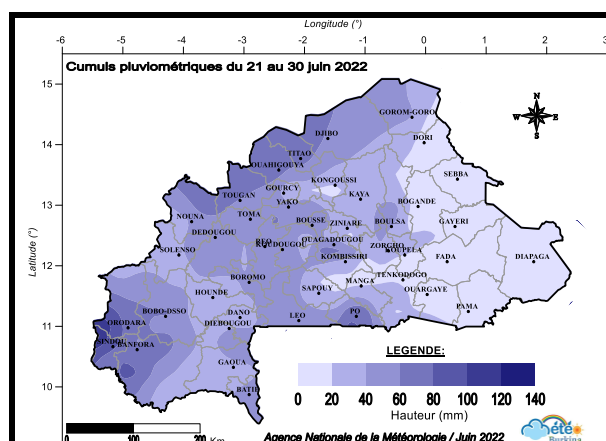 Longitude (°)
-6 -5 -4 -3 -2 -1 0 1 2 3
Cumuls pluviométriques du 21 au 30 juin 2022
15
14
13
12
11
10
Latitude (°)
N
W E
S
GOROM-GORO
DJIBO
DORI
TITAO
OUAHIGOUYA
SEBBA
KONGOUSSI
GOURCY
TOUGAN
KAYA
YAKO
BOGANDE
NOUNA
TOMA
BOUSSE
ZINIARE
BOULSA
GAYERI
DEDOUGOU
REO
KOUDOUGOU
OUAGADOUGOU
ZORGHO
KOUPELA
SOLENSO
KOMBISSIRI
FADA
DIAPAGA
BOROMO
TENKODOGO
MANGA
SAPOUY
OUARGAYE
HOUNDE
PAMA
BOBO-DSSO
DANO
LEO
PO
ORODARA
DIEBOUGOU
SINDOU
BANFORA
GAOUA
BATIE
LEGENDE:
0 20 40 60 80 100 120 140
Hauteur (mm)
0 100 200 Km
Agence Nationale de la Météorologie / Juin 2022
météo
Burkina